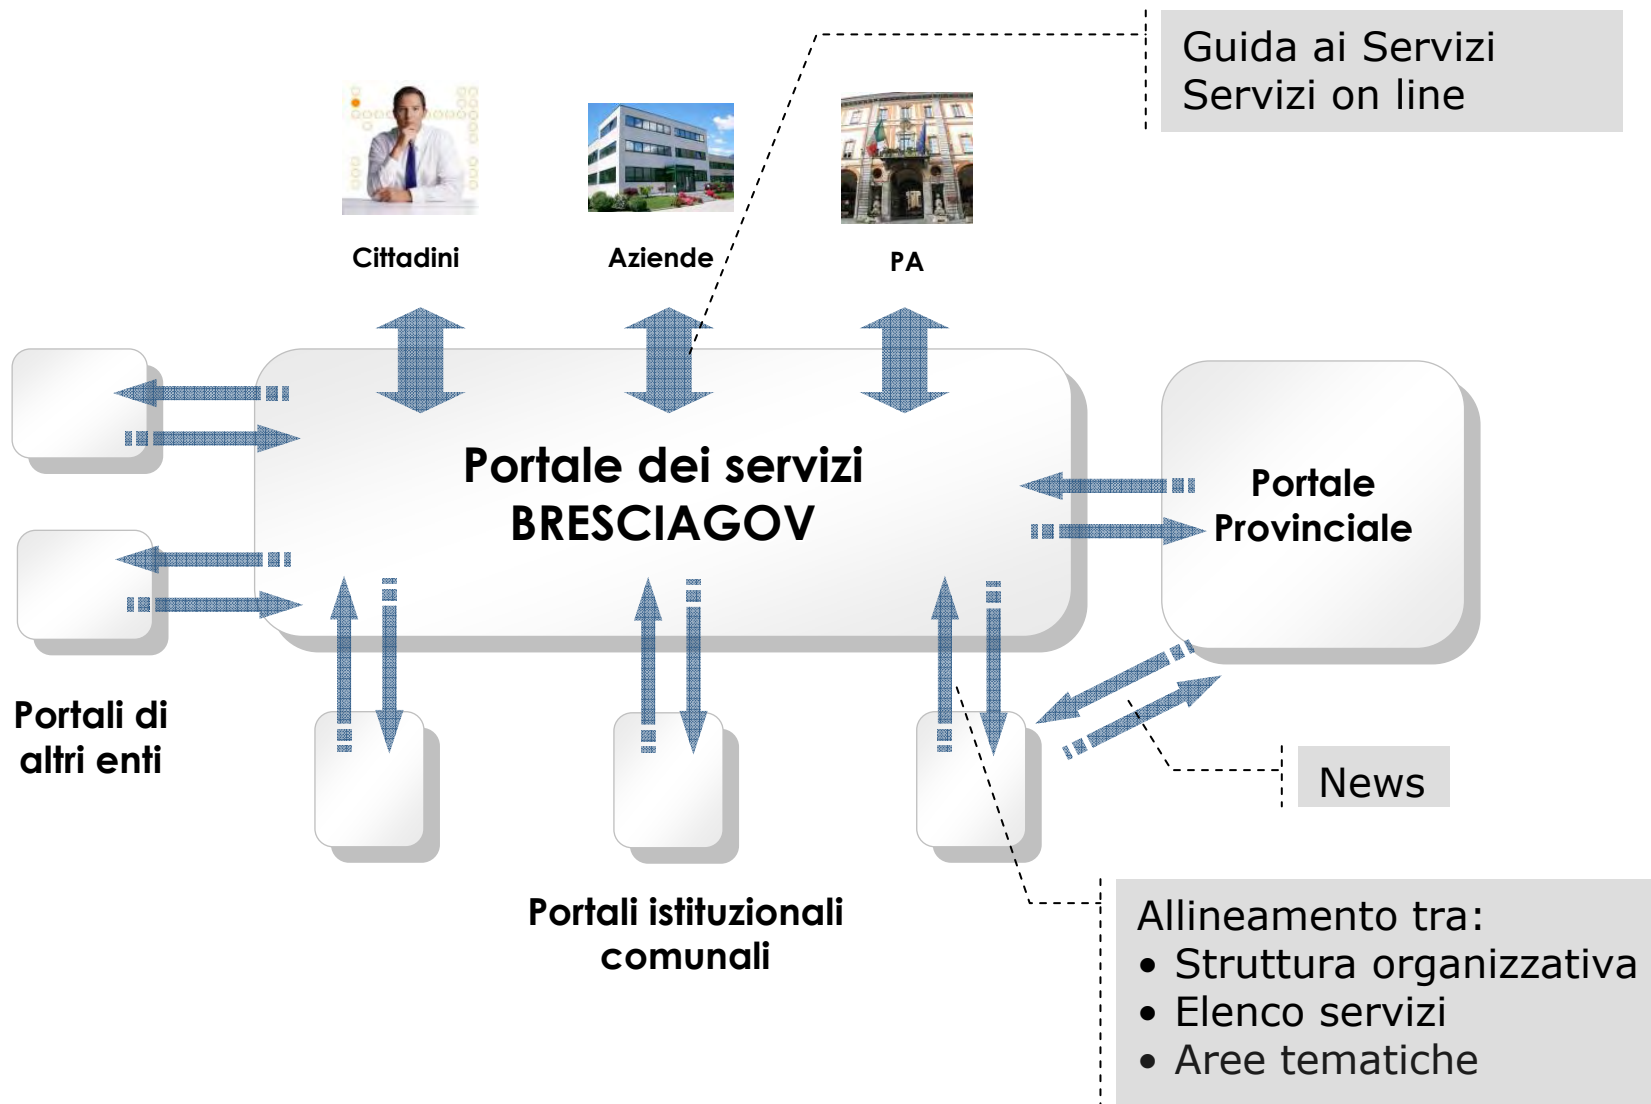 Guida ai Servizi
Servizi on line
Cittadini
Aziende
PA
Portale dei servizi
BRESCIAGOV
Portale
Provinciale
Portali di
altri enti
News
Portali istituzionali
comunali
Allineamento tra:
• Struttura organizzativa
• Elenco servizi
• Aree tematiche